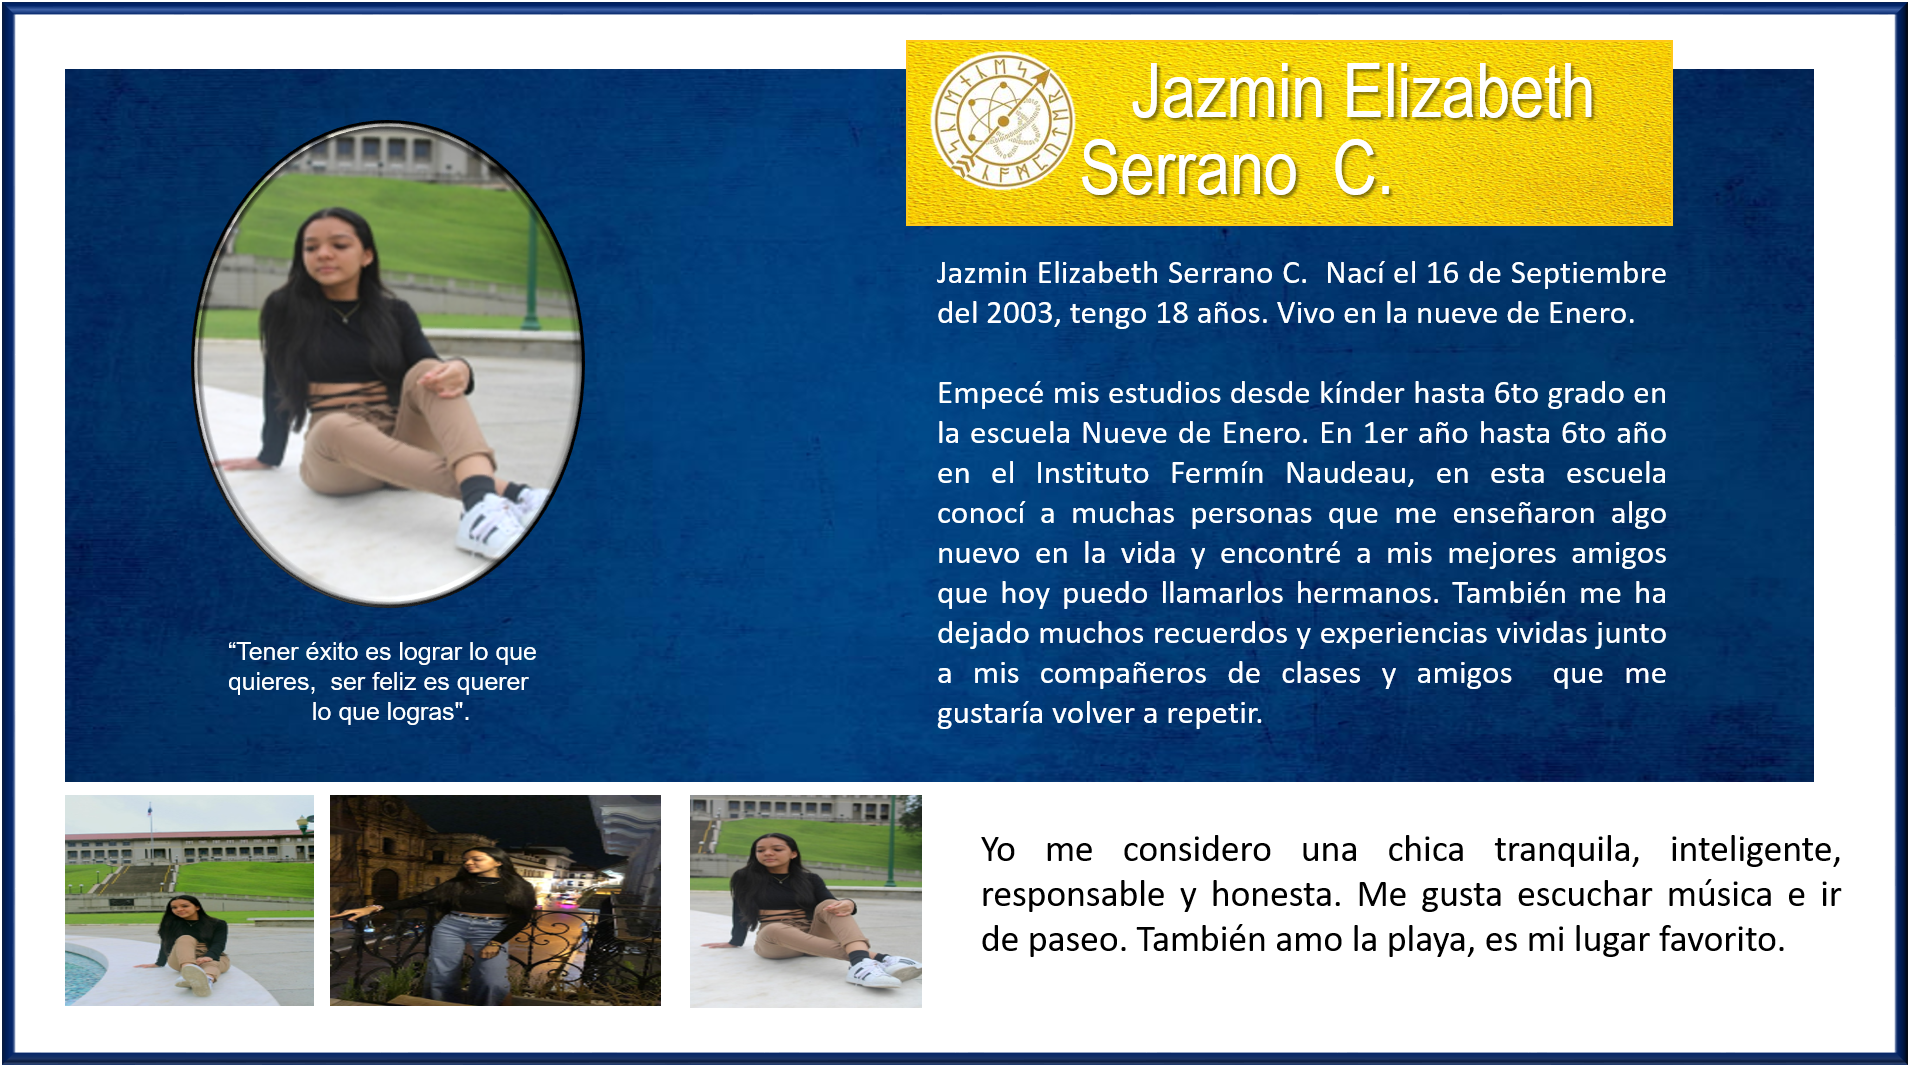 Jazmin Elizabeth
Serrano C.
Jazmin Elizabeth Serrano C. Nací el 16 de Septiembre
del 2003, tengo 18 años. Vivo en la nueve de Enero.
Empecé mis estudios desde kínder hasta 6to grado en
la escuela Nueve de Enero. En 1er año hasta 6to año
en el Instituto Fermín Naudeau, en esta escuela
conocí a muchas personas que me enseñaron algo
nuevo en la vida y encontré a mis mejores amigos
que hoy puedo llamarlos hermanos. También me ha
dejado muchos recuerdos y experiencias vividas junto
a mis compañeros de clases y amigos que me
gustaría volver a repetir.
“Tener éxito es lograr lo que
quieres, ser feliz es querer
lo que logras".
Yo me considero una chica tranquila, inteligente,
responsable y honesta. Me gusta escuchar música e ir
de paseo. También amo la playa, es mi lugar favorito.